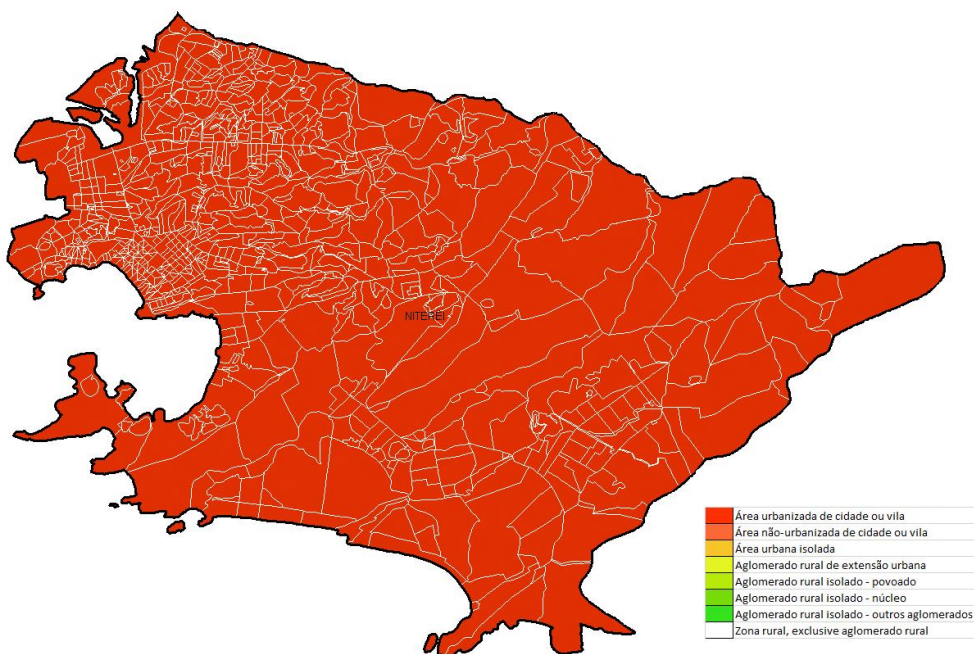 NITERÓI
Área urbanizada de cidade ou vila
Área não-urbanizada de cidade ou vila
Área urbana isolada
Aglomerado rural de extensão urbana
Aglomerado rural isolado - povoado
Aglomerado rural isolado - núcleo
Aglomerado rural isolado - outros aglomerados
Zona rural, exclusive aglomerado rural